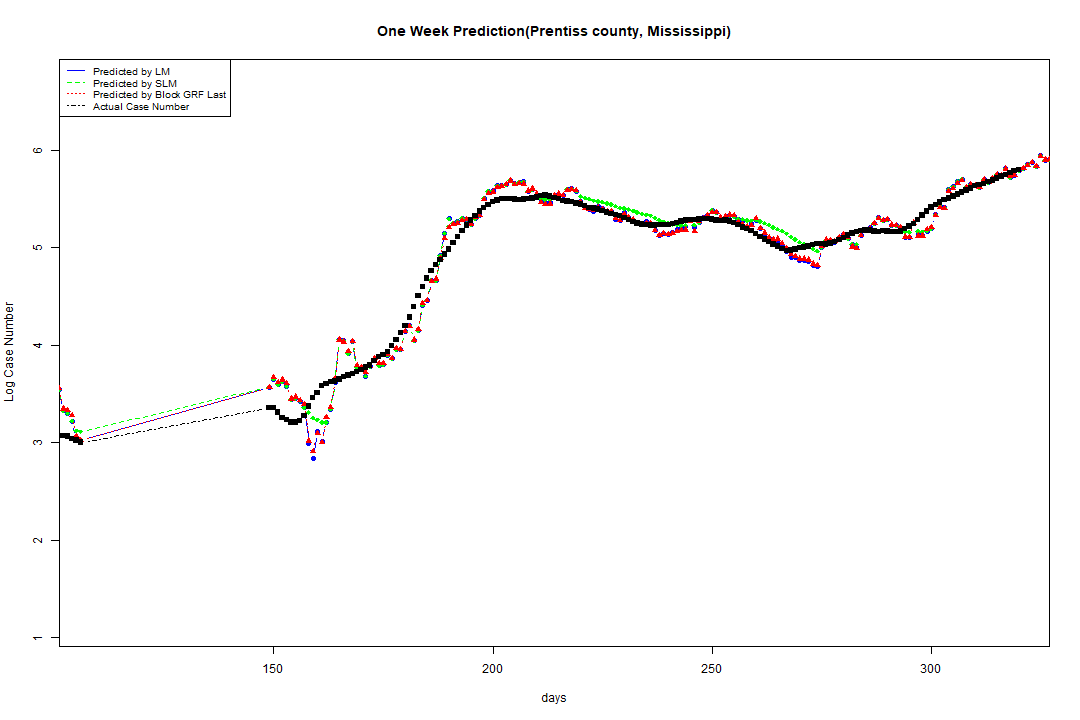 One Week Prediction(Prentiss county, Mississippi)
Predicted by LM
Predicted by SLM
Predicted by Block GRF Last
Actual Case Number
Log Case Number
6
5
4
3
2
1
150 200 250 300
days